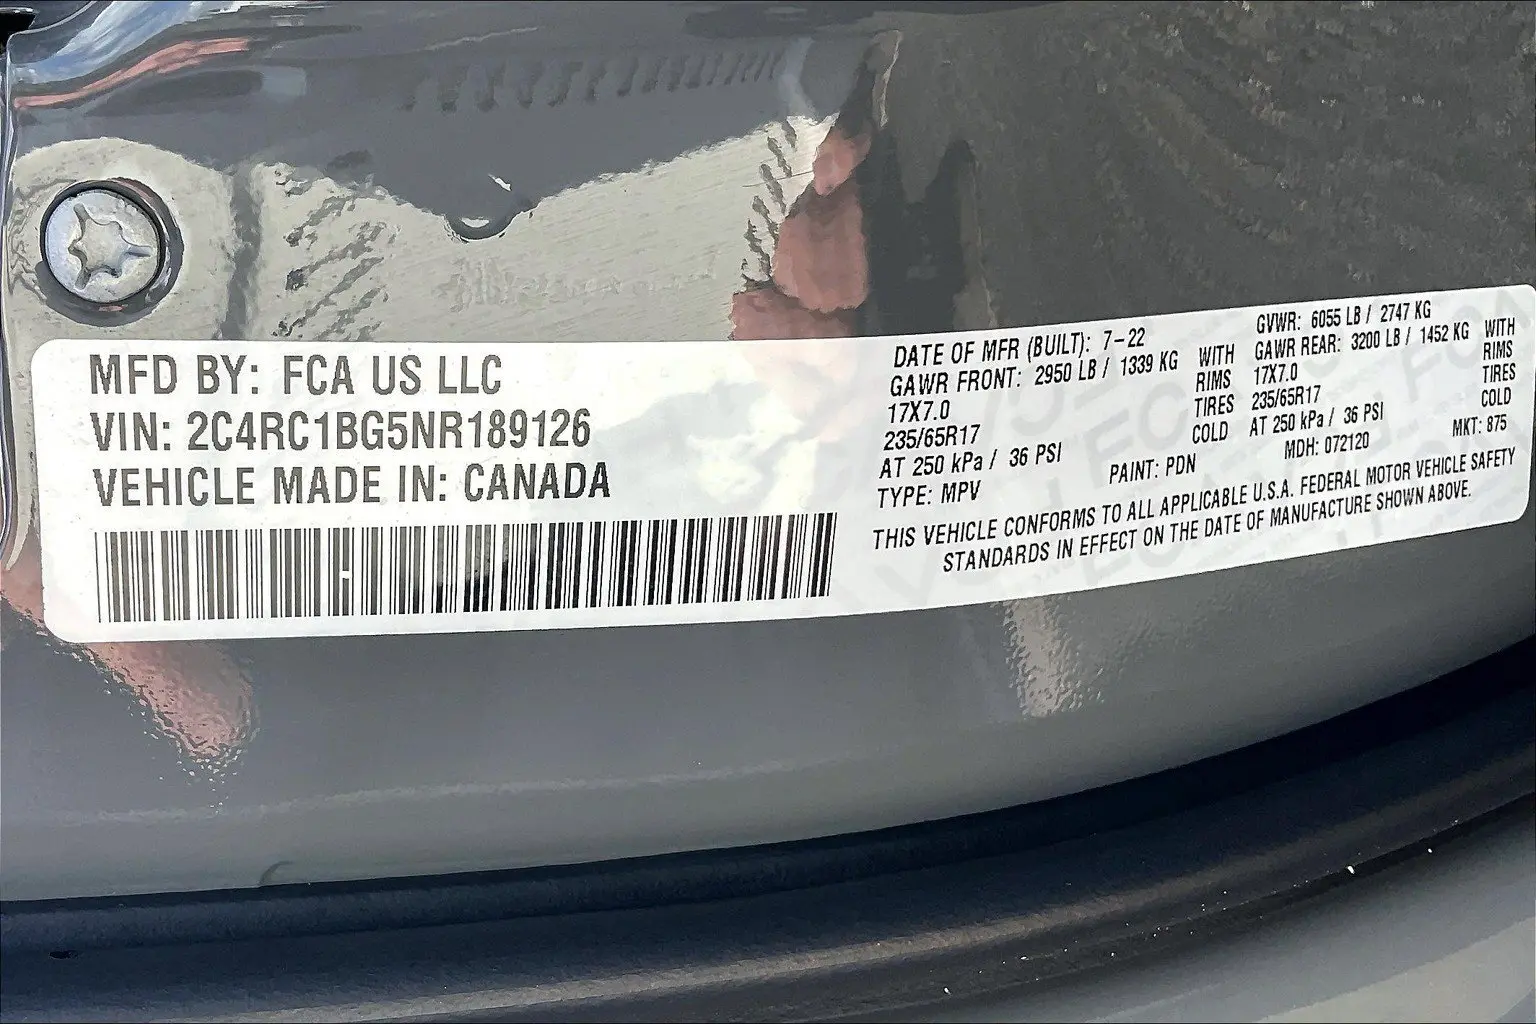 MFD BY: FCA US LLC
VIN: 2C4RC1BG5NR189126
VEHICLE MADE IN: CANADA
DATE OF MFR (BUILT): 7-22
GAWR FRONT: 2950 LB / 1339 KG WITH
17X7.0 RIMS
235/65R17 TIRES
AT 250 kPa / 36 PSI COLD
TYPE: MPV
GVWR: 6055 LB / 2747 KG
GAWR REAR: 3200 LB / 1452 KG WITH
17X7.0 RIMS
235/65R17 TIRES
AT 250 kPa / 36 PSI COLD
PAINT: PDN MDH: 072120 MKT: 875
THIS VEHICLE CONFORMS TO ALL APPLICABLE U.S.A. FEDERAL MOTOR VEHICLE SAFETY
STANDARDS IN EFFECT ON THE DATE OF MANUFACTURE SHOWN ABOVE.